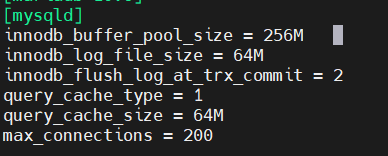 [mysqld]
innodb_buffer_pool_size = 256M
innodb_log_file_size = 64M
innodb_flush_log_at_trx_commit = 2
query_cache_type = 1
query_cache_size = 64M
max_connections = 200